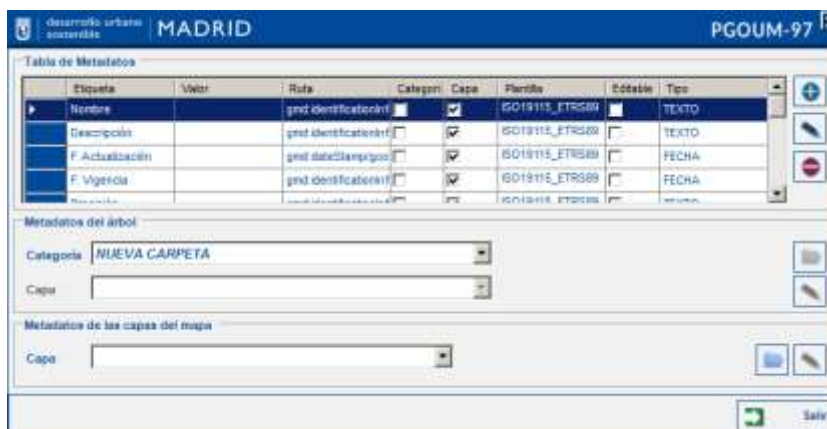 desarrollo urbano
sostenible
MADRID
PGOUM-97
Tabla de Metadatos
Etiqueta Valor Ruta Categori Capa Plantilla Editable Tipo
Nombre gmd:identificationInf ISO19115_ETRS89 TEXTO
Descripción gmd:identificationInf ISO19115_ETRS89 TEXTO
F. Actualización gmd:dateStamp/gco ISO19115_ETRS89 FECHA
F. Vigencia gmd:identificationInf ISO19115_ETRS89 FECHA
Metadatos del árbol
Categoría NUEVA CARPETA
Capa
Metadatos de las capas del mapa
Capa
Salir